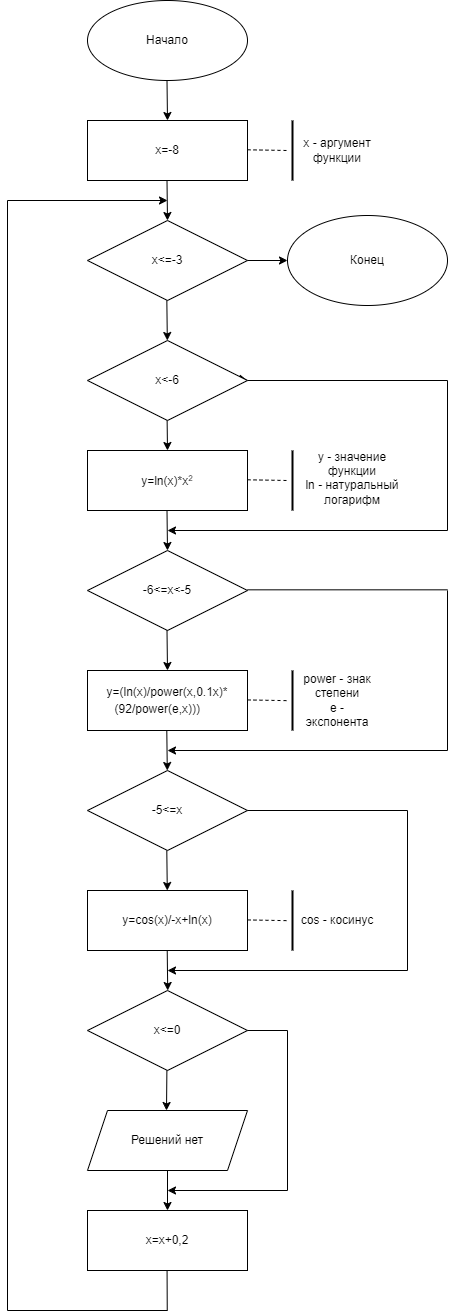 Начало
x=-8
x - аргумент
функции
x<=-3
Конец
x<-6
y=ln(x)*x²
y - значение
функции
ln - натуральный
логарифм
-6<=x<-5
y=(ln(x)/power(x,0.1x)*
(92/power(e,x)))
power - знак
степени
e -
экспонента
-5<=x
y=cos(x)/-x+ln(x)
cos - косинус
x<=0
Решений нет
x=x+0,2